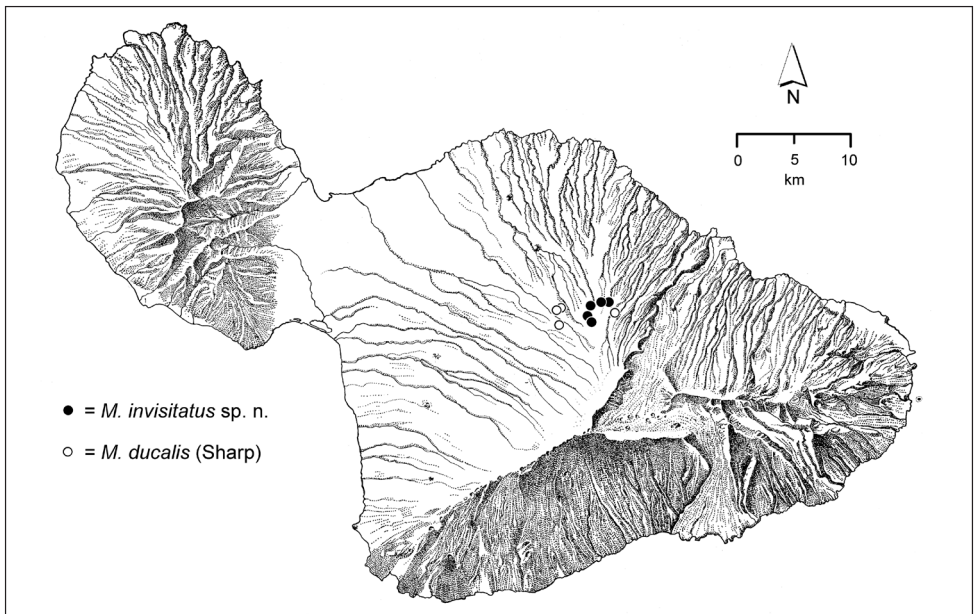 N
0 5 10
km
● = M. invisitatus sp. n.
○ = M. ducalis (Sharp)